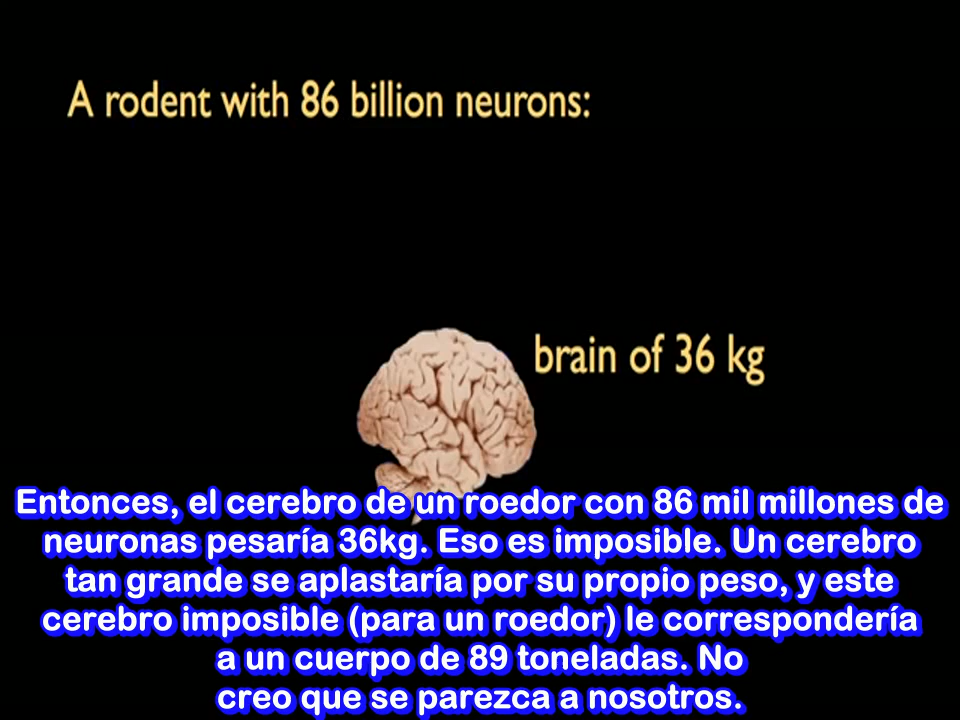 A rodent with 86 billion neurons:
brain of 36 kg
Entonces, el cerebro de un roedor con 86 mil millones de
neuronas pesaría 36kg. Eso es imposible. Un cerebro
tan grande se aplastaría por su propio peso, y este
cerebro imposible (para un roedor) le correspondería
a un cuerpo de 89 toneladas. No
creo que se parezca a nosotros.